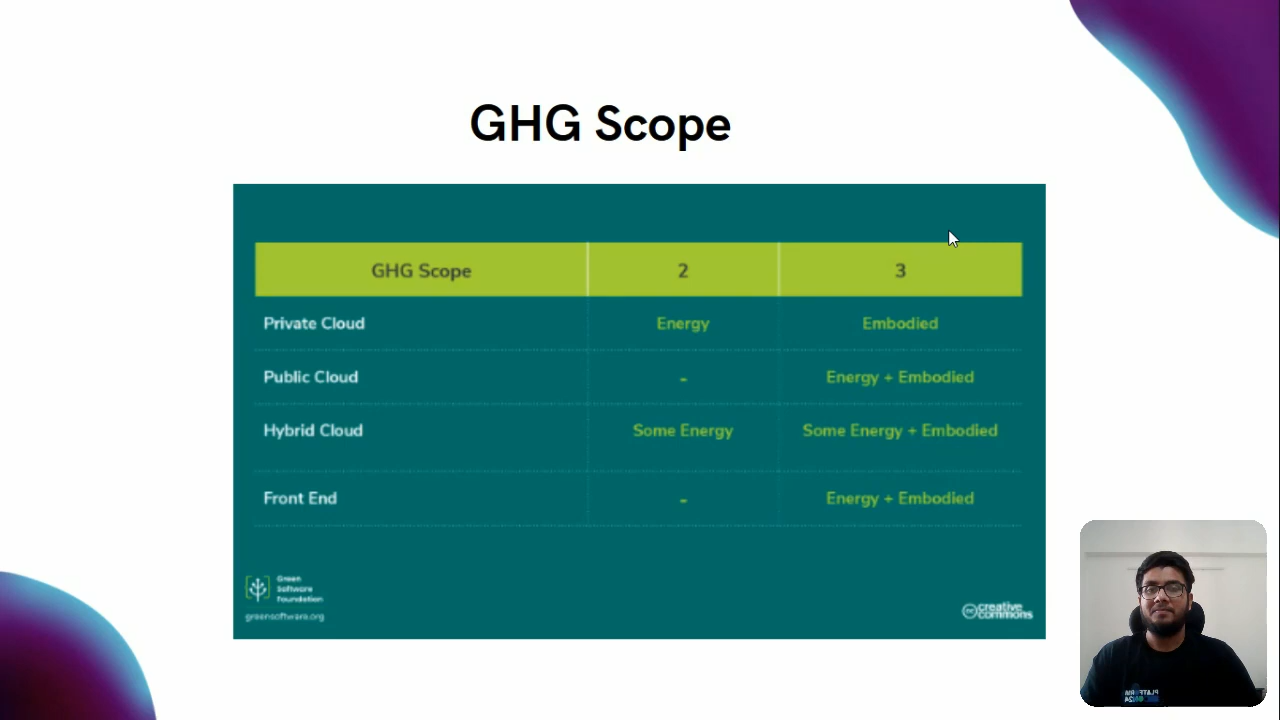 GHG Scope
GHG Scope 2 3
Private Cloud Energy Embodied
Public Cloud - Energy + Embodied
Hybrid Cloud Some Energy Some Energy + Embodied
Front End - Energy + Embodied
Green
Software
Foundation
greensoftware.org
cc creative
commons